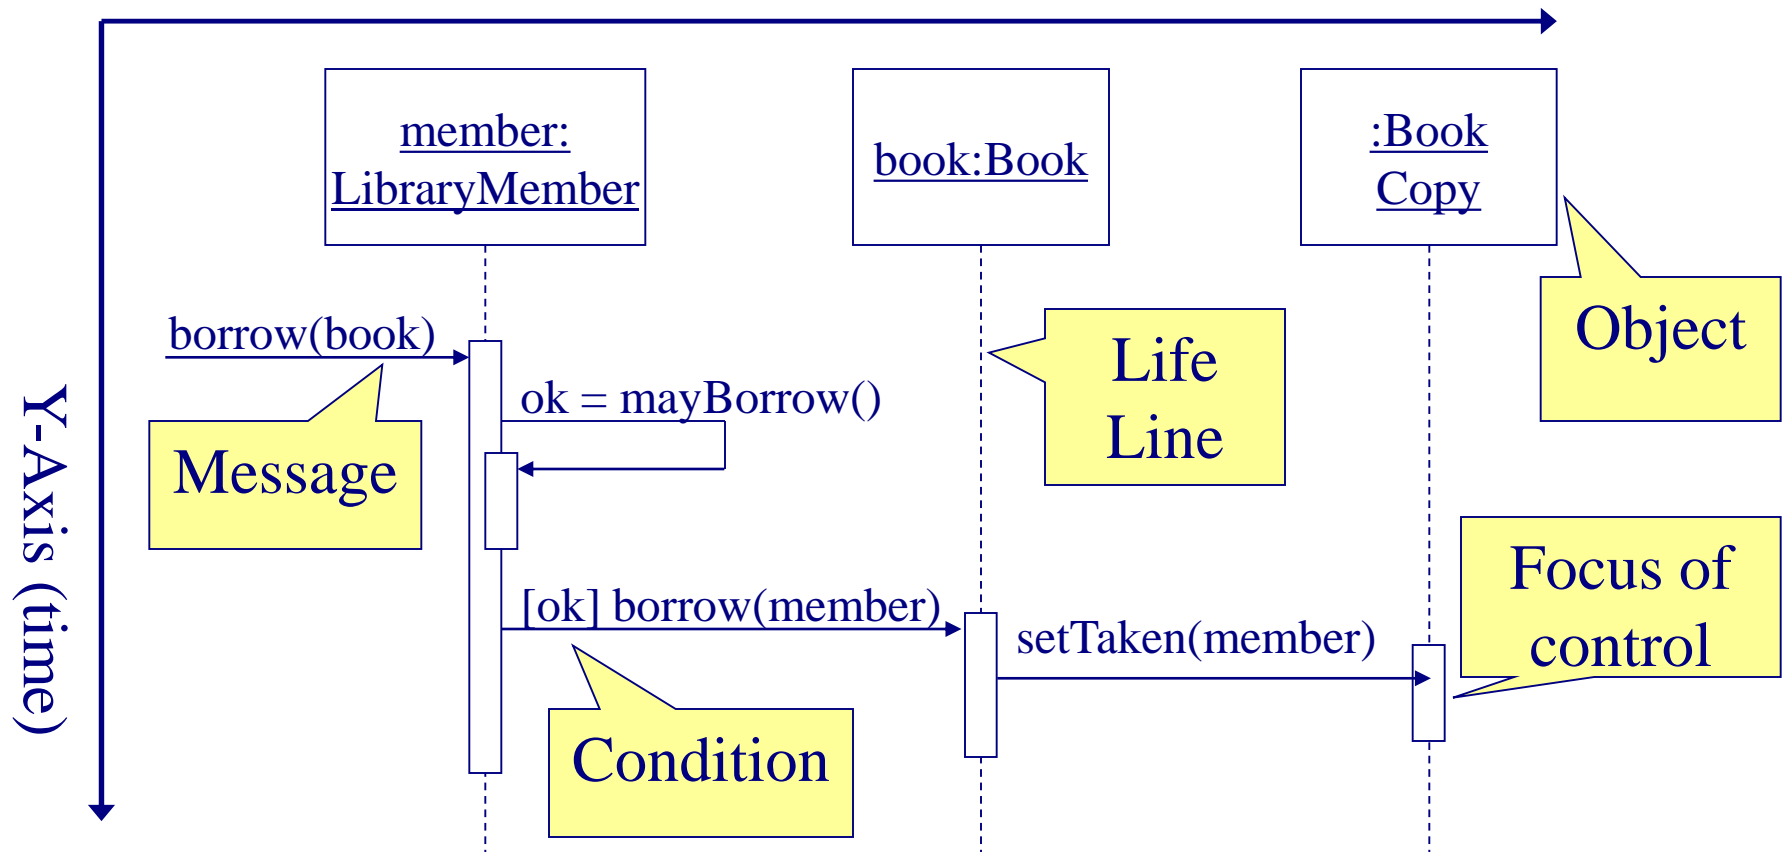 member:
LibraryMember
book:Book
:Book
Copy
Object
borrow(book)
Life
Line
ok = mayBorrow()
Message
Y-Axis (time)
Focus of
control
[ok] borrow(member)
setTaken(member)
Condition